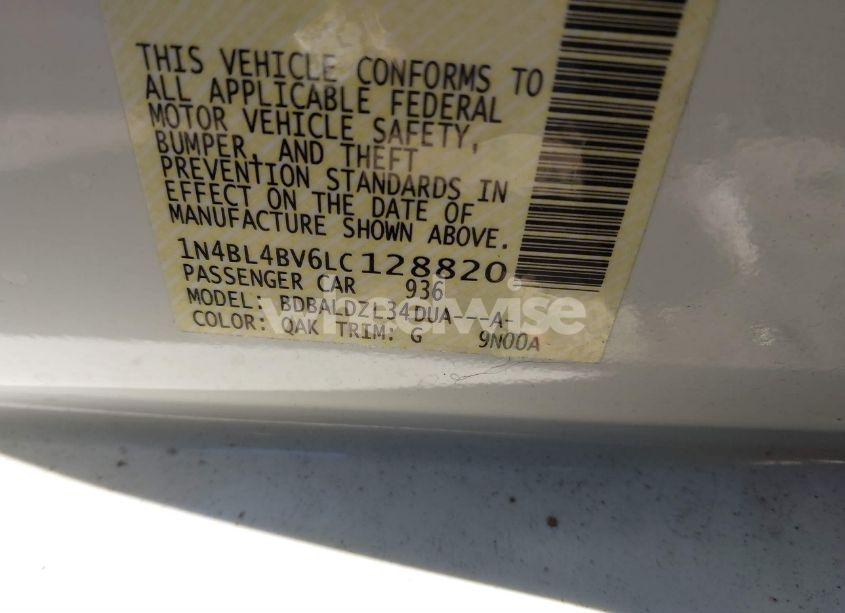 THIS VEHICLE CONFORMS TO
ALL APPLICABLE FEDERAL
MOTOR VEHICLE SAFETY,
BUMPER, AND THEFT
PREVENTION STANDARDS IN
EFFECT ON THE DATE OF
MANUFACTURE SHOWN ABOVE.
1N4BL4BV6LC128820
PASSENGER CAR 936
MODEL: BDBALDZL34DUA---A-
COLOR: QAK TRIM: G 9N00A
wheelwise